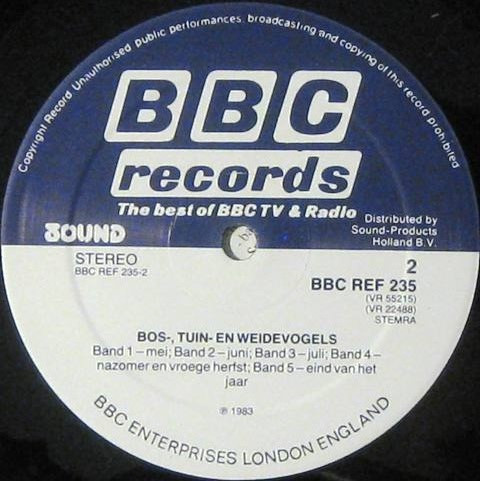 Copyright Record Unauthorised public performances, broadcasting and copying of this record prohibited
BBC
records
The best of BBC TV & Radio
SOUND
Distributed by
Sound-Products
Holland B.V.
STEREO
BBC REF 235-2
2
BBC REF 235
(VR 55215)
(VR 22488)
STEMRA
BOS-, TUIN- EN WEIDEVOGELS
Band 1 – mei; Band 2 – juni; Band 3 – juli; Band 4 –
nazomer en vroege herfst; Band 5 – eind van het
jaar
℗ 1983
BBC ENTERPRISES LONDON ENGLAND